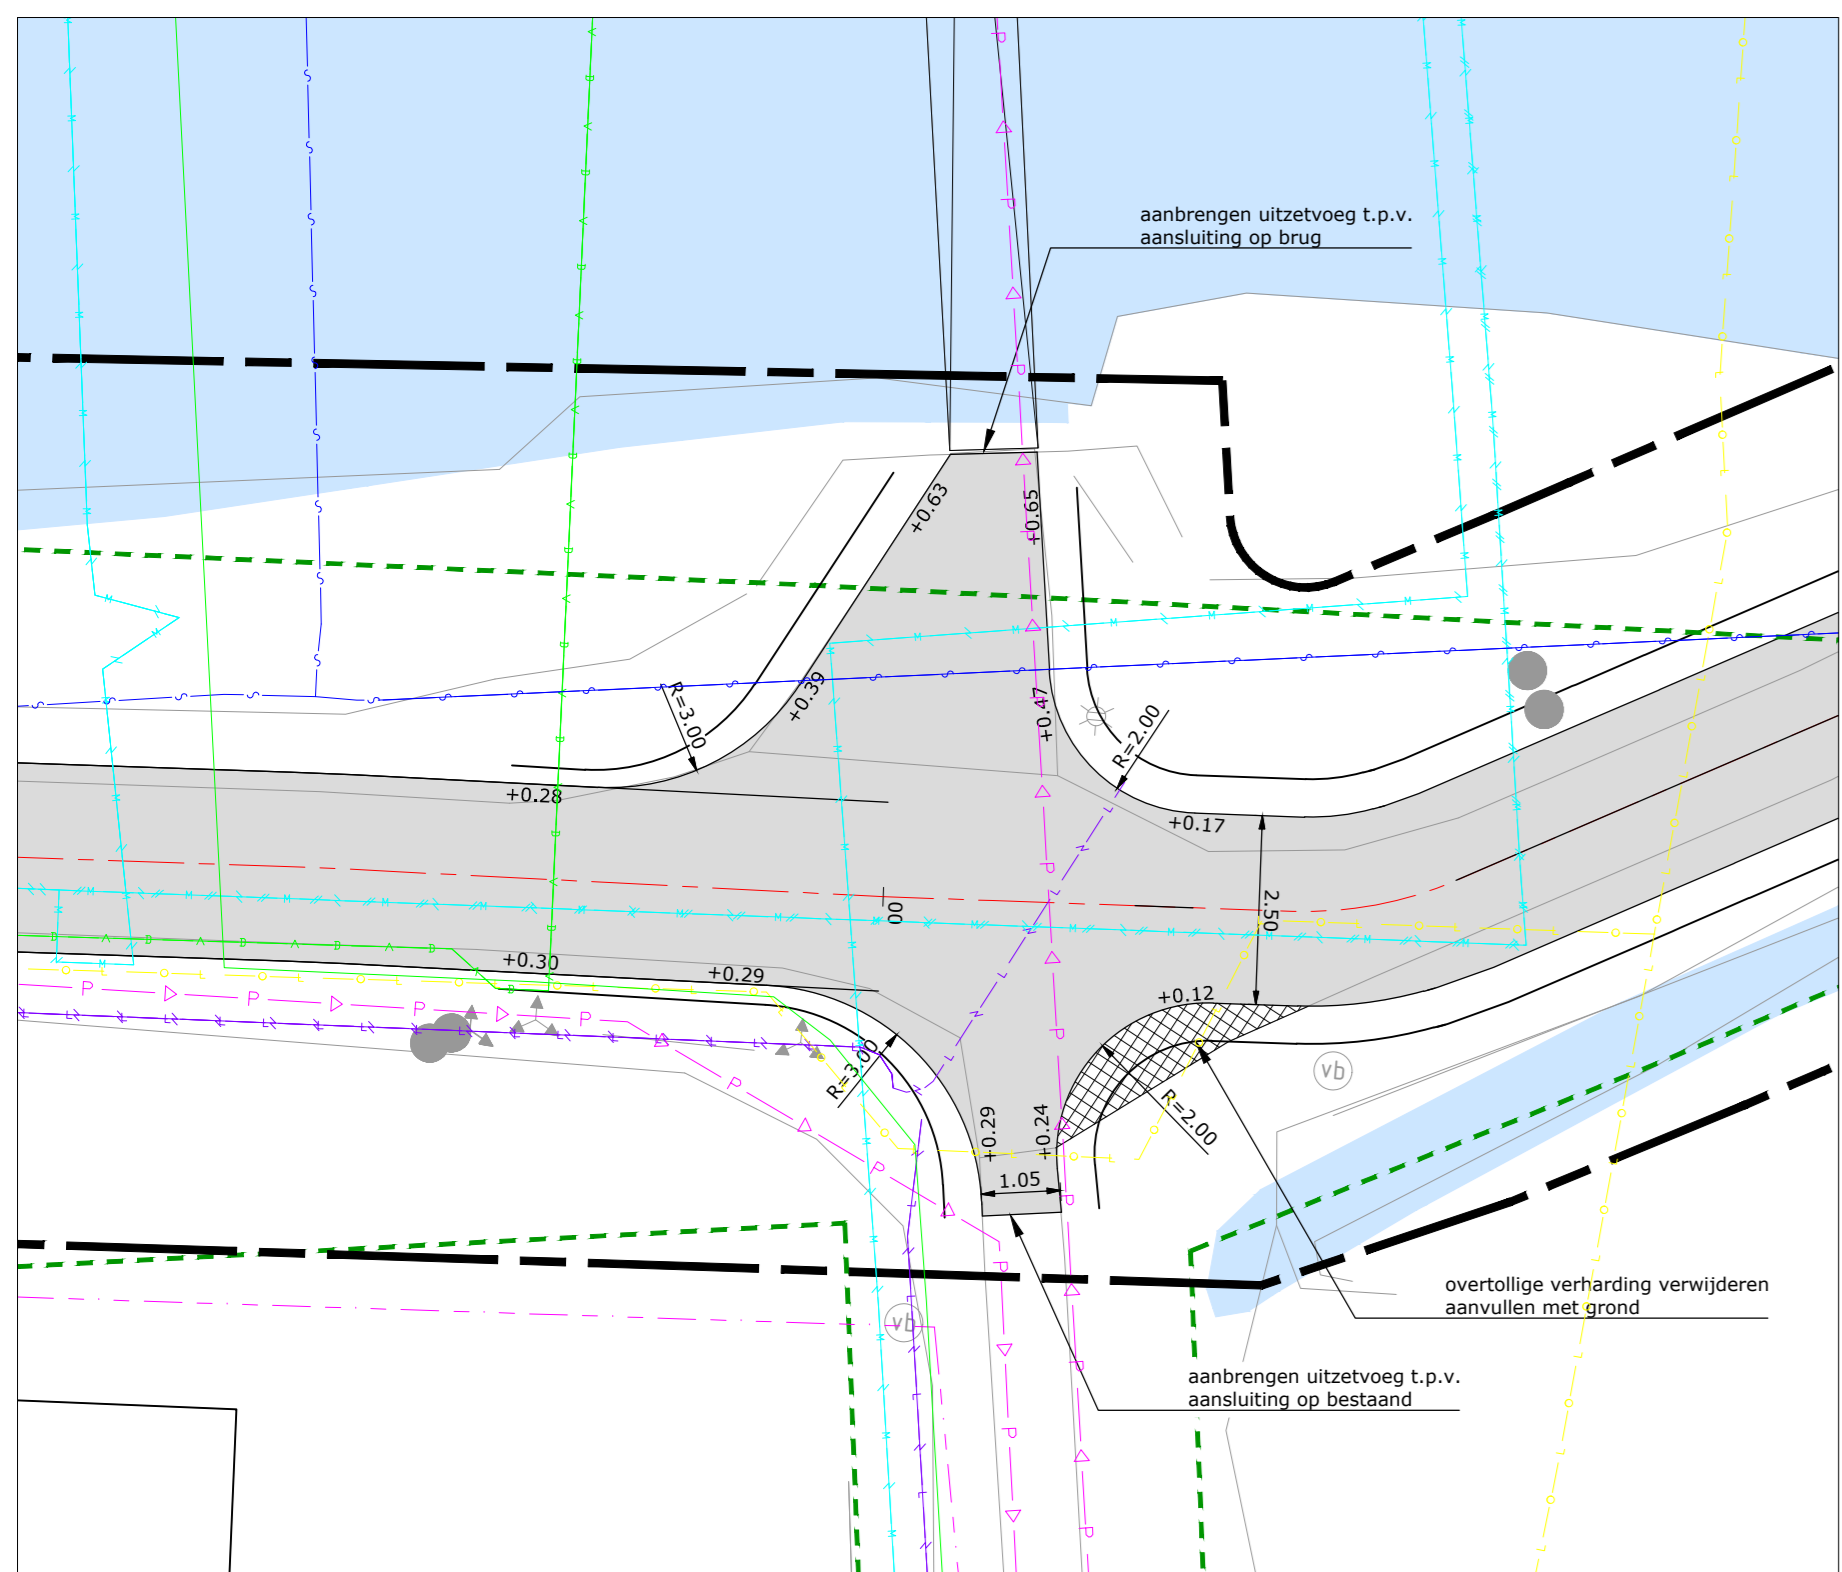 aanbrengen uitzetvoeg t.p.v.
aansluiting op brug
+0.63
+0.65
+0.39
+0.47
R=3.00
R=2.00
+0.28
+0.17
2.50
00
+0.30
+0.29
+0.12
R=3.00
R=2.00
vb
+0.29
+0.24
1.05
overtollige verharding verwijderen
aanvullen met grond
vb
aanbrengen uitzetvoeg t.p.v.
aansluiting op bestaand